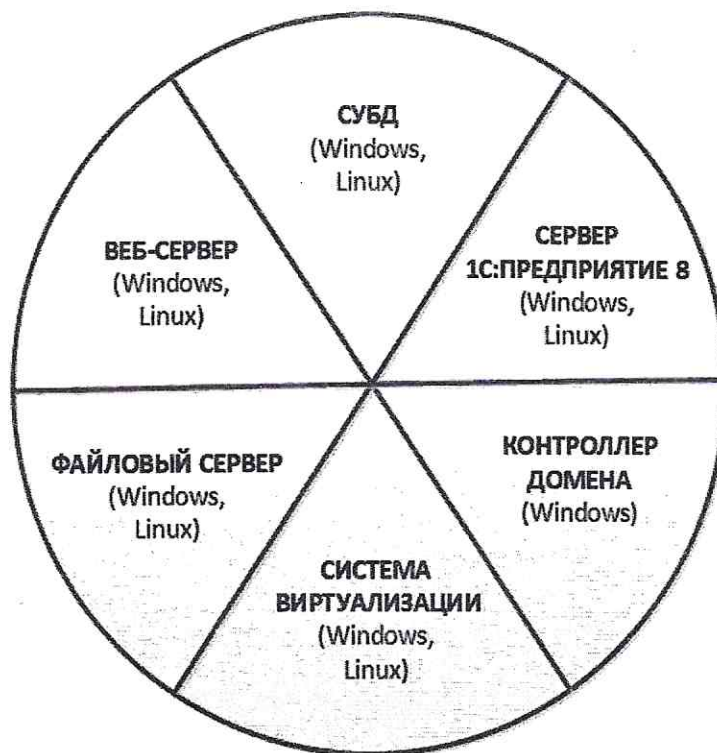 СУБД
(Windows,
Linux)
СЕРВЕР
1С:ПРЕДПРИЯТИЕ 8
(Windows,
Linux)
КОНТРОЛЛЕР
ДОМЕНА
(Windows)
СИСТЕМА
ВИРТУАЛИЗАЦИИ
(Windows,
Linux)
ФАЙЛОВЫЙ СЕРВЕР
(Windows,
Linux)
ВЕБ-СЕРВЕР
(Windows,
Linux)